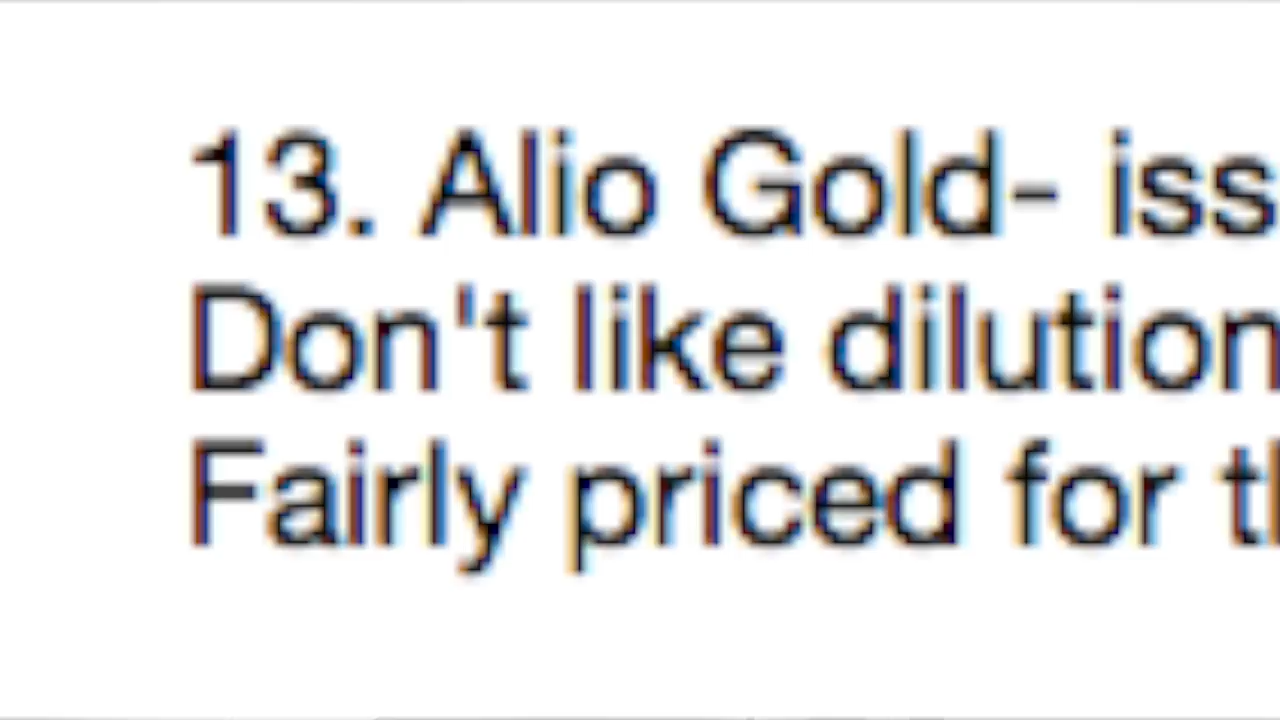 13. Alio Gold- iss
Don't like dilution
Fairly priced for